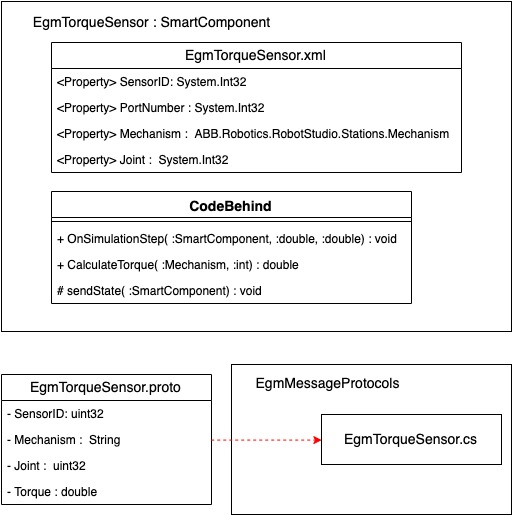 EgmTorqueSensor : SmartComponent
EgmTorqueSensor.xml
<Property> SensorID: System.Int32
<Property> PortNumber : System.Int32
<Property> Mechanism :  ABB.Robotics.RobotStudio.Stations.Mechanism
<Property> Joint :  System.Int32
CodeBehind
+ OnSimulationStep( :SmartComponent, :double, :double) : void
+ CalculateTorque( :Mechanism, :int) : double
# sendState( :SmartComponent) : void
EgmTorqueSensor.proto
- SensorID: uint32
- Mechanism :  String
- Joint :  uint32
- Torque : double
EgmMessageProtocols
EgmTorqueSensor.cs